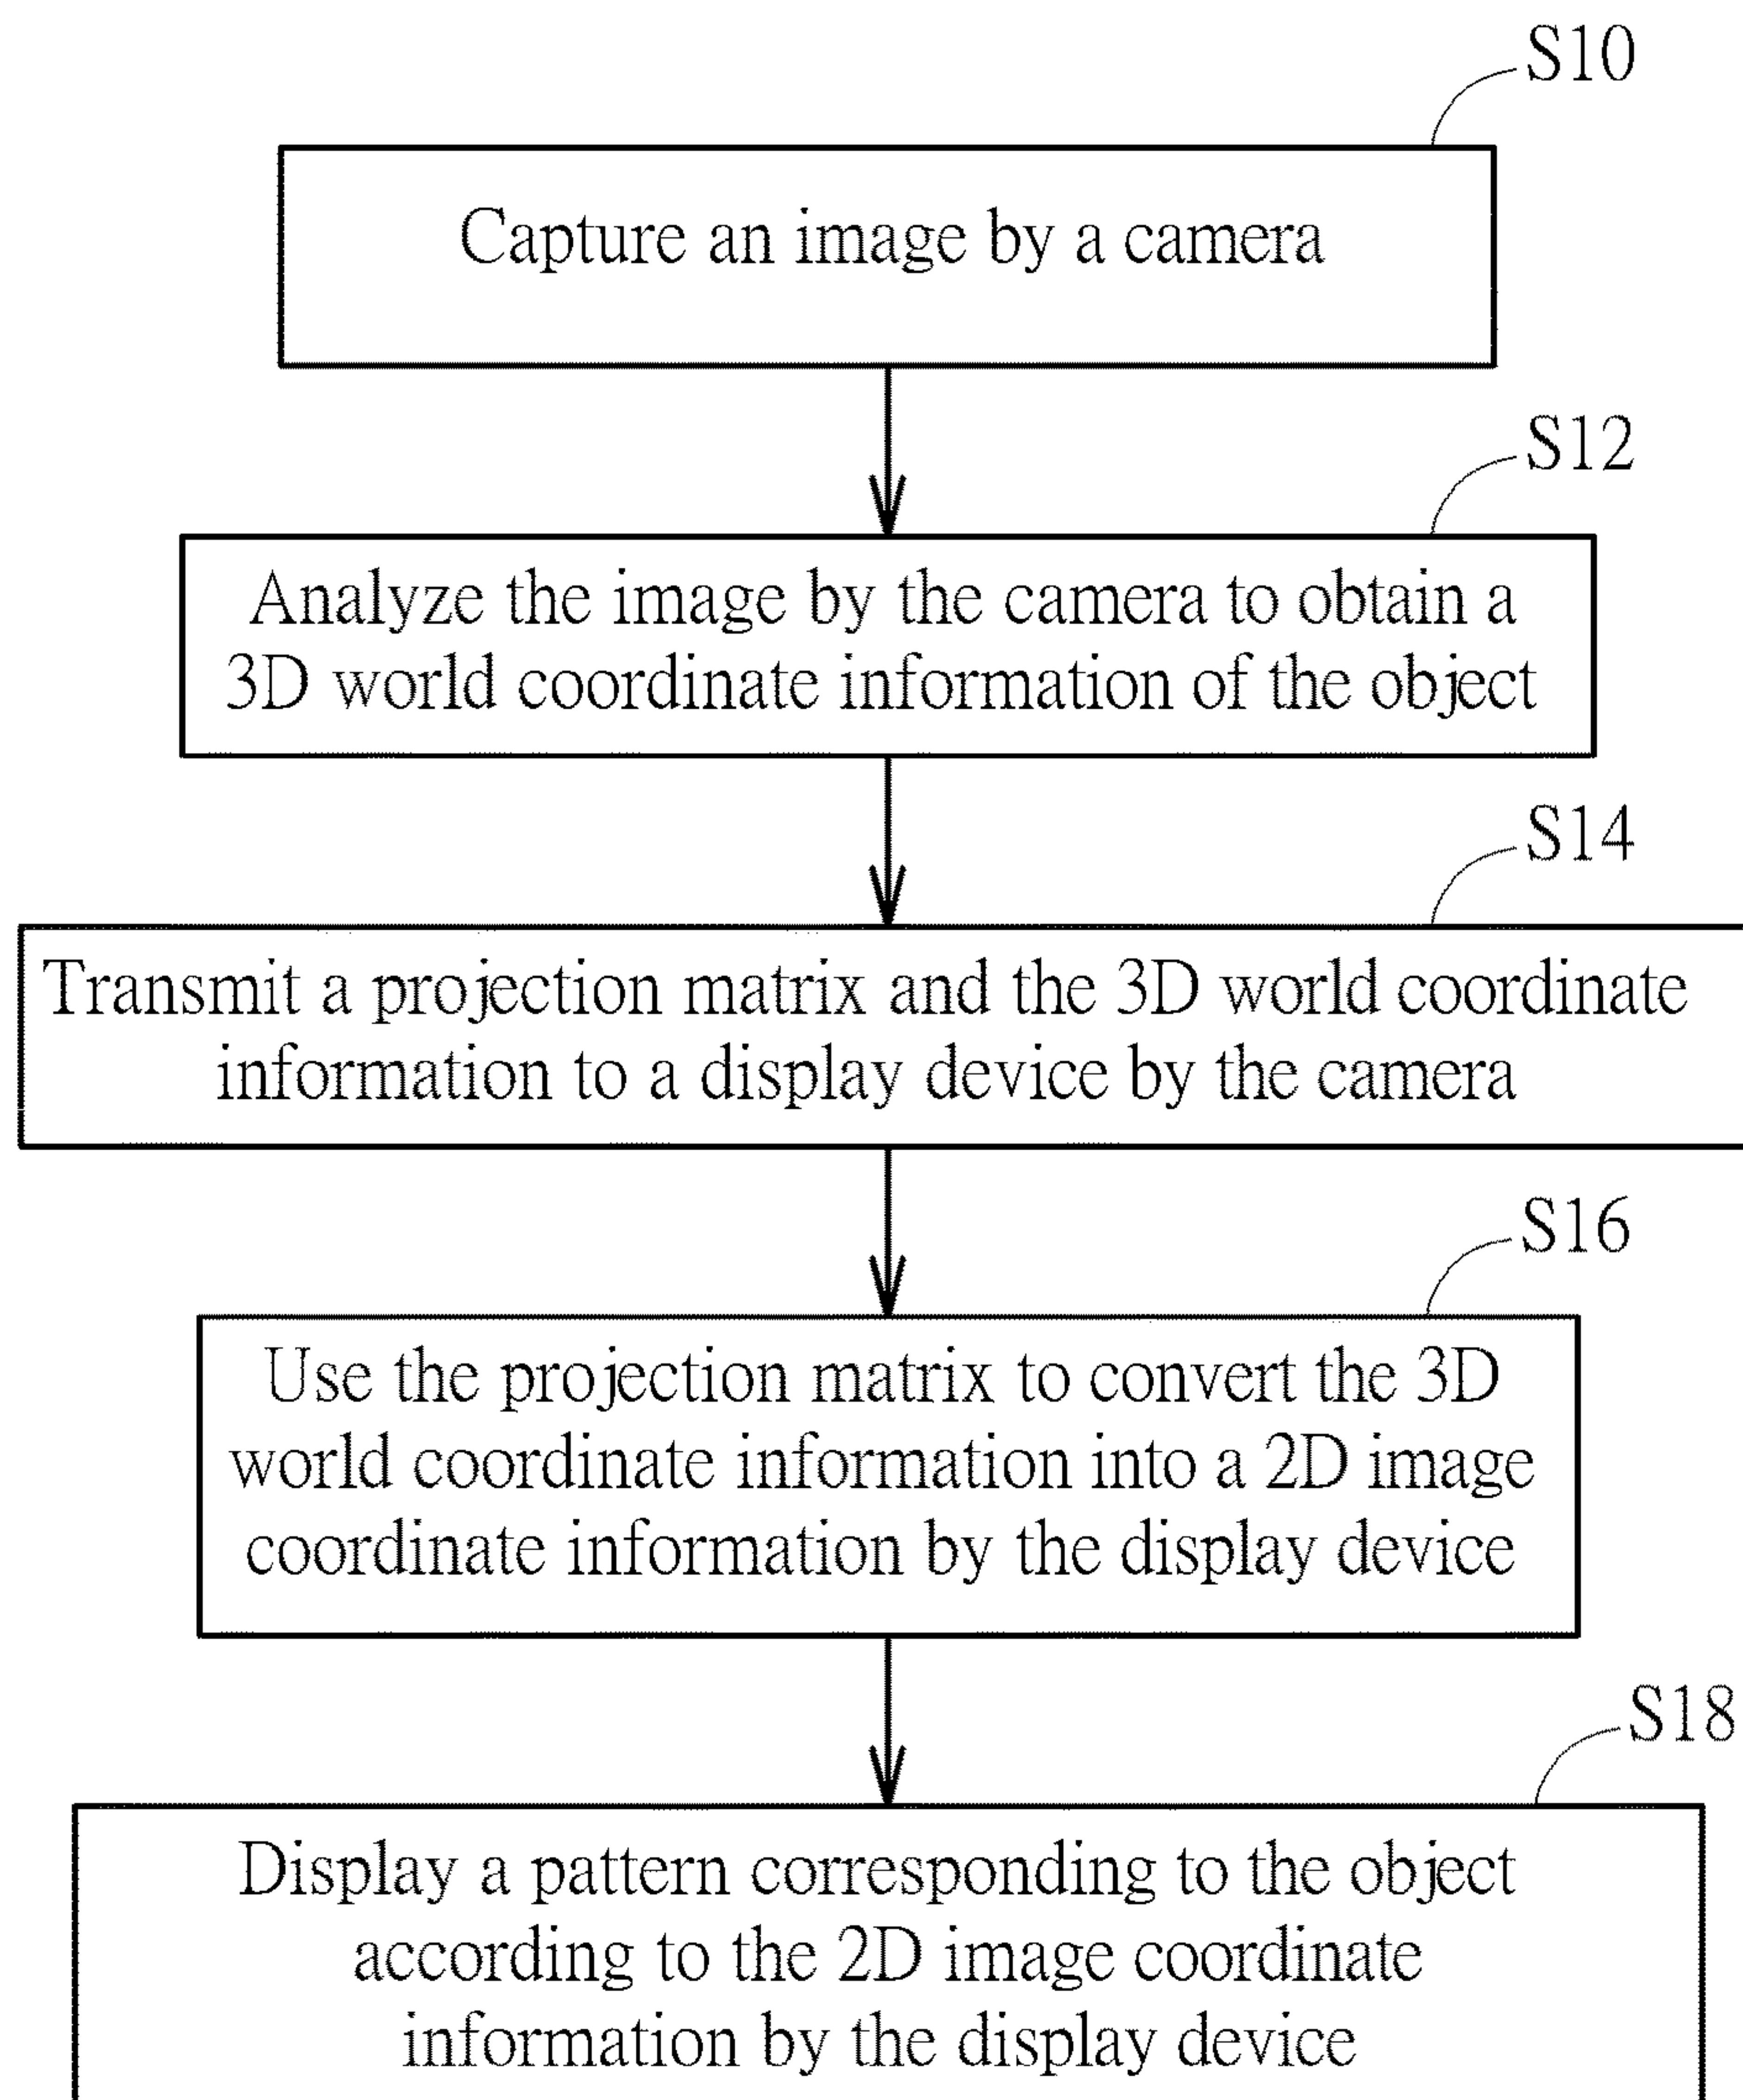 S10
Capture an image by a camera
S12
Analyze the image by the camera to obtain a
3D world coordinate information of the object
S14
Transmit a projection matrix and the 3D world coordinate
information to a display device by the camera
S16
Use the projection matrix to convert the 3D
world coordinate information into a 2D image
coordinate information by the display device
S18
Display a pattern corresponding to the object
according to the 2D image coordinate
information by the display device